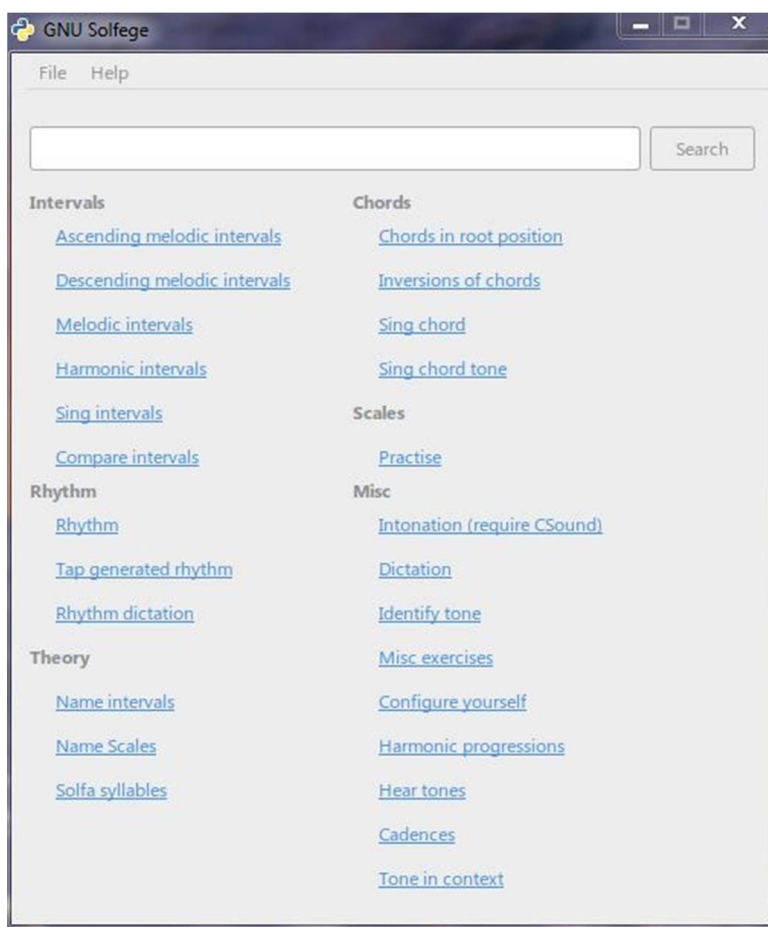 GNU Solfege
File Help
Search
Intervals
Ascending melodic intervals
Descending melodic intervals
Melodic intervals
Harmonic intervals
Sing intervals
Compare intervals
Rhythm
Rhythm
Tap generated rhythm
Rhythm dictation
Theory
Name intervals
Name Scales
Solfa syllables
Chords
Chords in root position
Inversions of chords
Sing chord
Sing chord tone
Scales
Practise
Misc
Intonation (require CSound)
Dictation
Identify tone
Misc exercises
Configure yourself
Harmonic progressions
Hear tones
Cadences
Tone in context